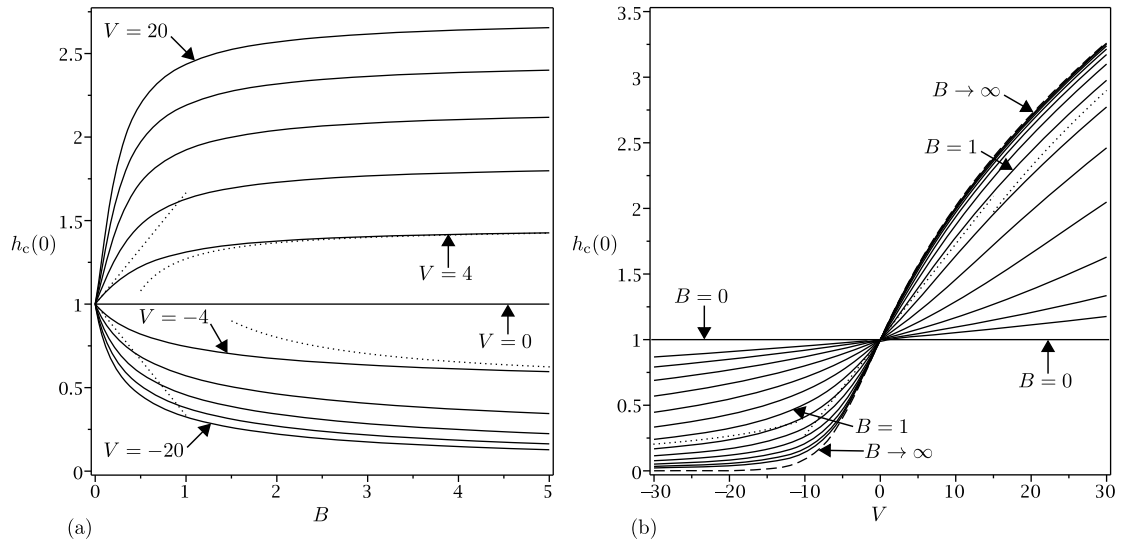 V = 20
2.5
2
1.5
h_c(0)
V = 4
1
V = −4
V = 0
0.5
V = −20
0
0 1 2 3 4 5
B
(a)
3.5
3
B → ∞
2.5
B = 1
2
h_c(0)
1.5
B = 0
1
B = 0
0.5
B = 1
B → ∞
0
−30 −20 −10 0 10 20 30
V
(b)